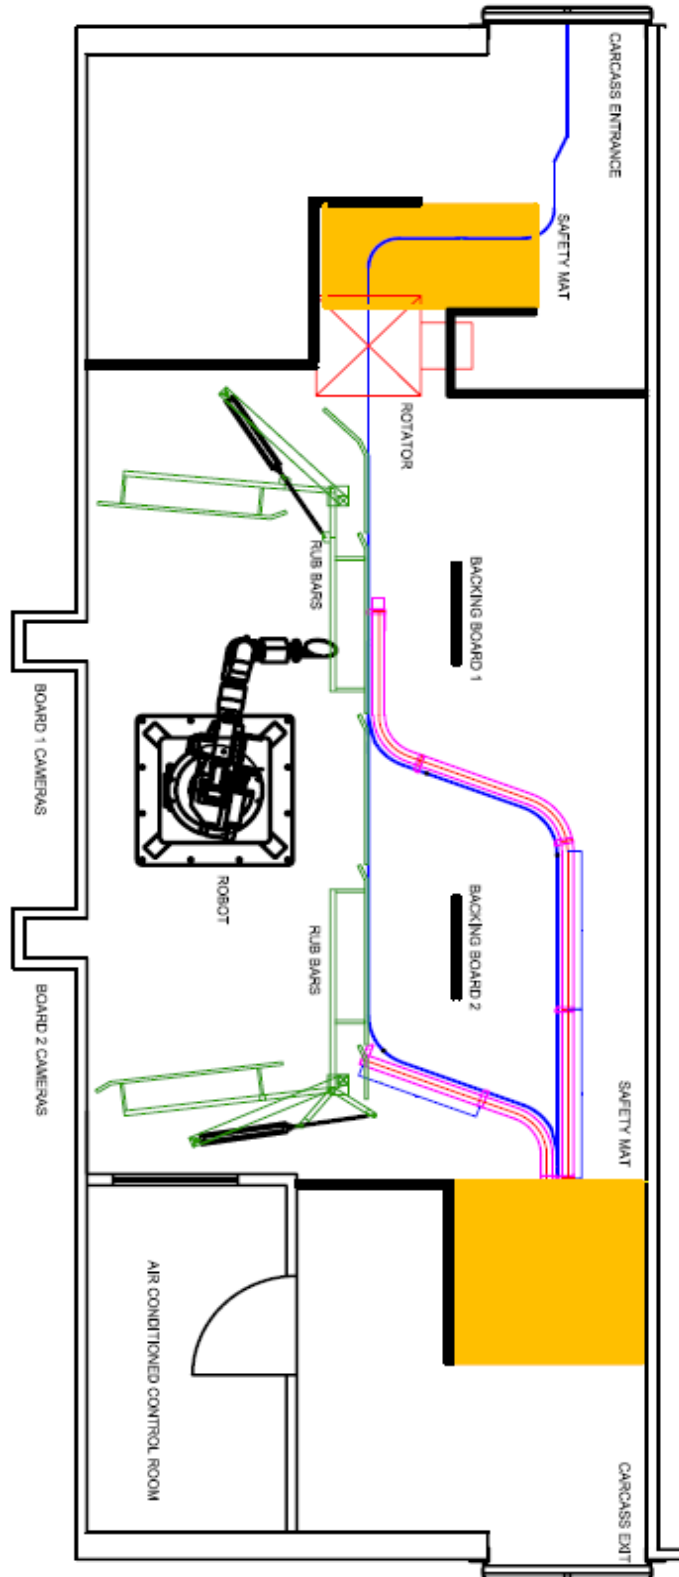 CARCASS ENTRANCE
SAFETY MAT
ROTATOR
RUB BARS
BACKING BOARD 1
BOARD 1 CAMERAS
ROBOT
RUB BARS
BACKING BOARD 2
BOARD 2 CAMERAS
SAFETY MAT
AIR CONDITIONED CONTROL ROOM
CARCASS EXIT